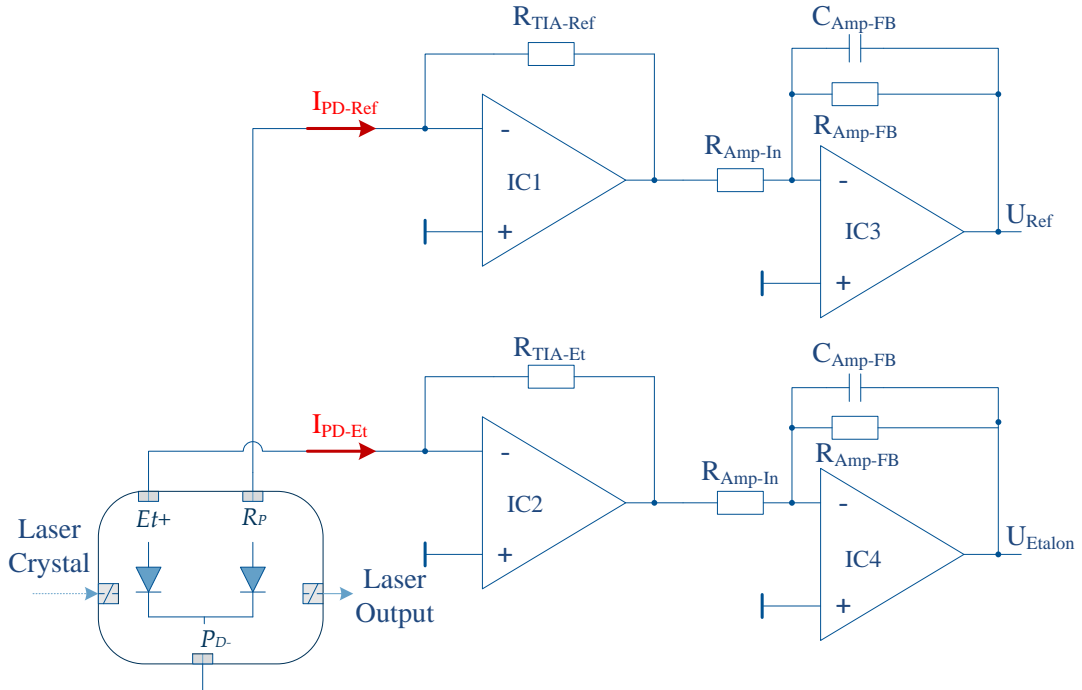 R_TIA-Ref
C_Amp-FB
I_PD-Ref
-
IC1
+
R_Amp-In
R_Amp-FB
-
IC3
+
U_Ref
R_TIA-Et
C_Amp-FB
I_PD-Et
-
IC2
+
R_Amp-In
R_Amp-FB
-
IC4
+
U_Etalon
Et+
R_P
Laser
Crystal
Laser
Output
P_D-